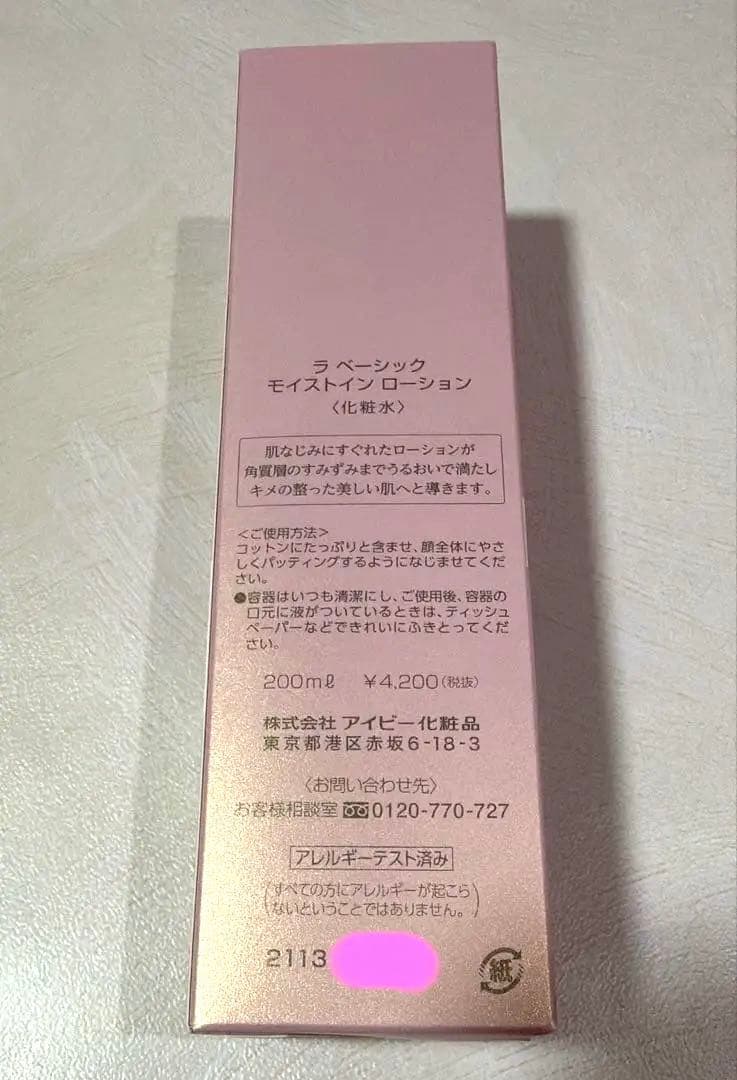 ラ ベーシック
モイストイン ローション
〈化粧水〉
肌なじみにすぐれたローションが
角質層のすみずみまでうるおいで満たし
キメの整った美しい肌へと導きます。
＜ご使用方法＞
コットンにたっぷりと含ませ、顔全体にやさ
しくパッティングするようになじませてくだ
さい。
●容器はいつも清潔にし、ご使用後、容器の
口元に液がついているときは、ティッシュ
ペーパーなどできれいにふきとってくだ
さい。
200mℓ ￥4,200(税抜)
株式会社 アイビー化粧品
東京都港区赤坂6-18-3
〈お問い合わせ先〉
お客様相談室 0120-770-727
アレルギーテスト済み
(すべての方にアレルギーが起こら
ないということではありません。)
2113
紙